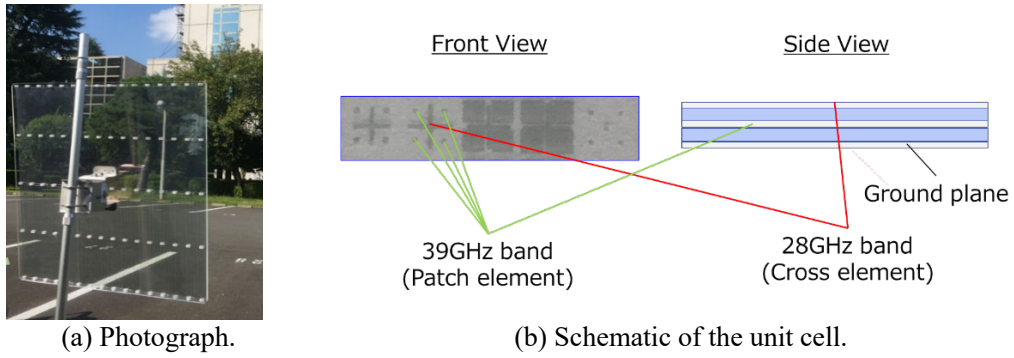 Front View
Side View
Ground plane
39GHz band
(Patch element)
28GHz band
(Cross element)
(a) Photograph.
(b) Schematic of the unit cell.